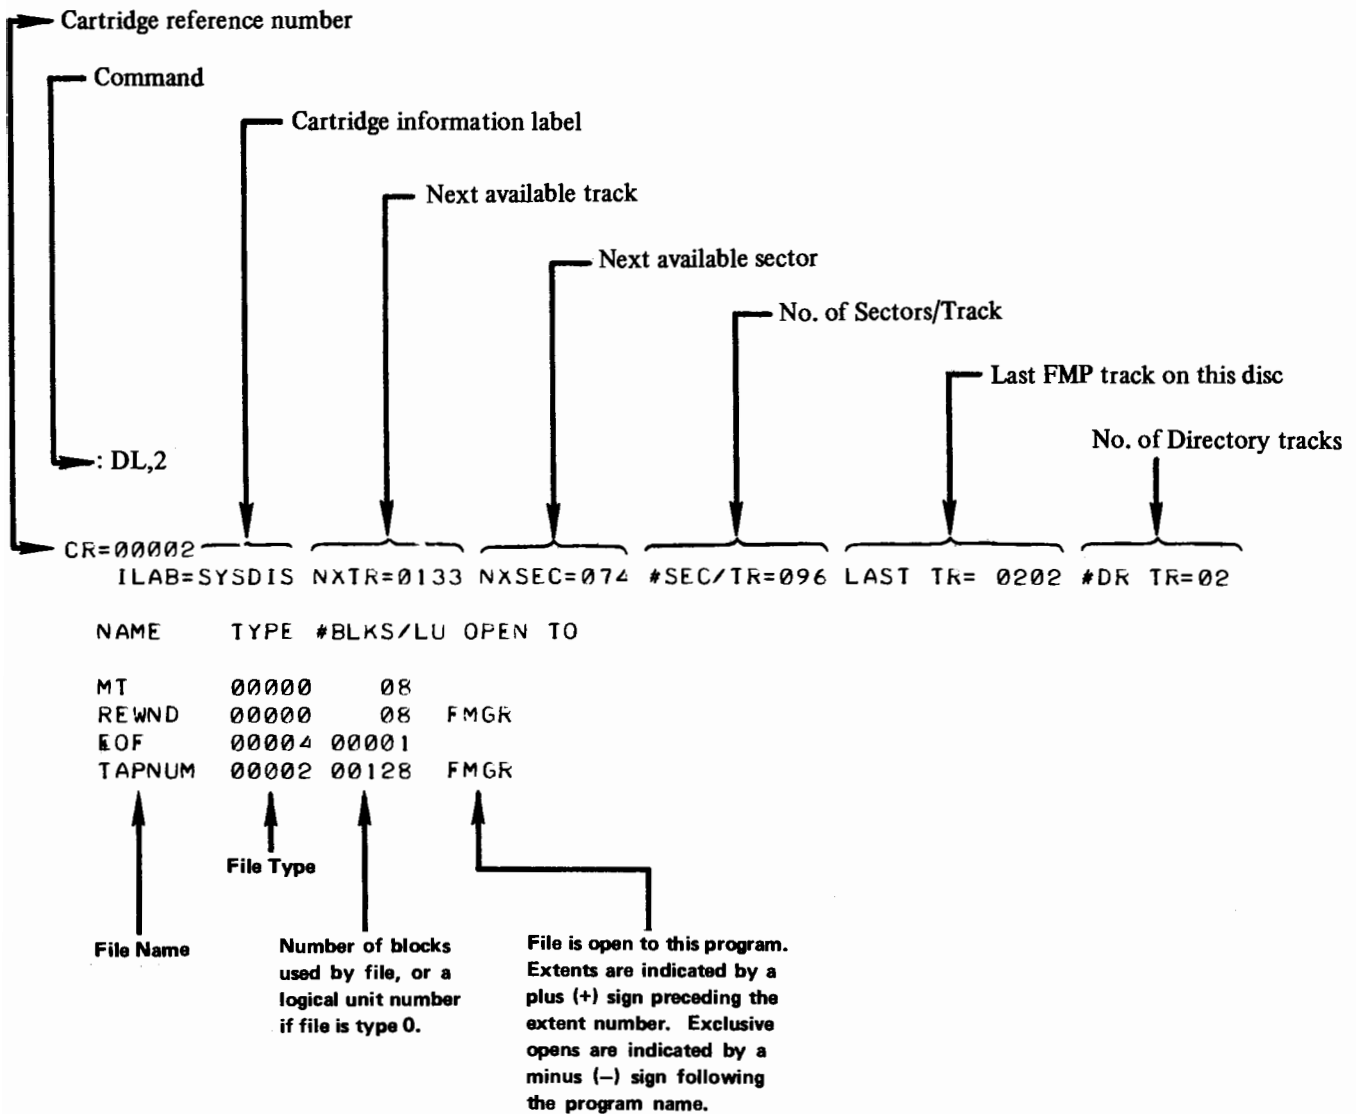 Cartridge reference number
Command
Cartridge information label
Next available track
Next available sector
No. of Sectors/Track
Last FMP track on this disc
No. of Directory tracks
: DL,2
CR=00002
ILAB=SYSDIS NXTR=0133 NXSEC=074 #SEC/TR=096 LAST TR= 0202 #DR TR=02
NAME TYPE #BLKS/LU OPEN TO
MT 00000 08
REWND 00000 08 FMGR
EOF 00004 00001
TAPNUM 00002 00128 FMGR
File Type
File Name
Number of blocks
used by file, or a
logical unit number
if file is type 0.
File is open to this program.
Extents are indicated by a
plus (+) sign preceding the
extent number. Exclusive
opens are indicated by a
minus (−) sign following
the program name.